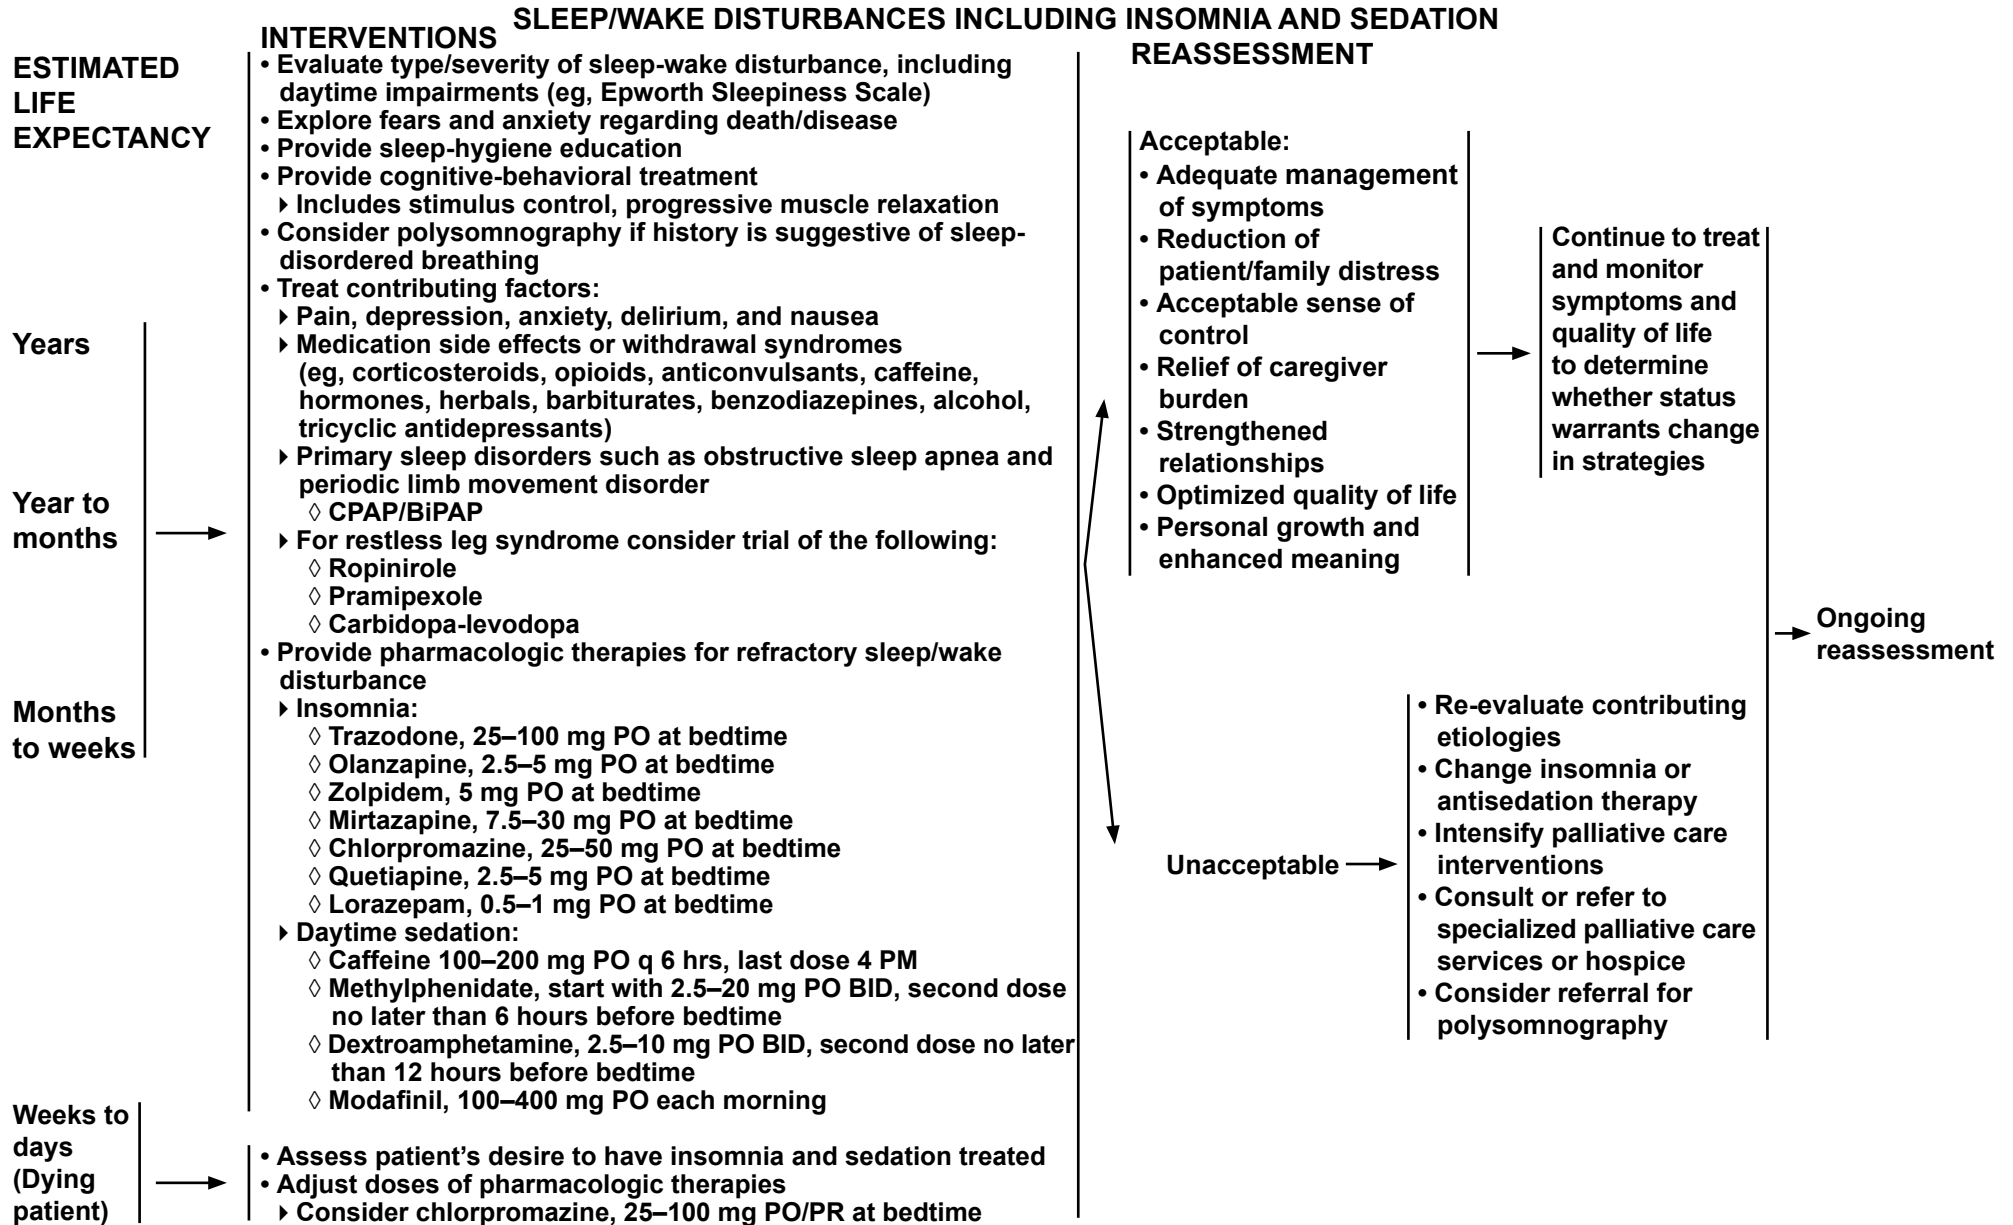 SLEEP/WAKE DISTURBANCES INCLUDING INSOMNIA AND SEDATION
ESTIMATED
LIFE
EXPECTANCY
Years
Year to
months
Months
to weeks
INTERVENTIONS
• Evaluate type/severity of sleep-wake disturbance, including
daytime impairments (eg, Epworth Sleepiness Scale)
• Explore fears and anxiety regarding death/disease
• Provide sleep-hygiene education
• Provide cognitive-behavioral treatment
▸ Includes stimulus control, progressive muscle relaxation
• Consider polysomnography if history is suggestive of sleep-
disordered breathing
• Treat contributing factors:
▸ Pain, depression, anxiety, delirium, and nausea
▸ Medication side effects or withdrawal syndromes
(eg, corticosteroids, opioids, anticonvulsants, caffeine,
hormones, herbals, barbiturates, benzodiazepines, alcohol,
tricyclic antidepressants)
▸ Primary sleep disorders such as obstructive sleep apnea and
periodic limb movement disorder
◊ CPAP/BiPAP
▸ For restless leg syndrome consider trial of the following:
◊ Ropinirole
◊ Pramipexole
◊ Carbidopa-levodopa
• Provide pharmacologic therapies for refractory sleep/wake
disturbance
▸ Insomnia:
◊ Trazodone, 25–100 mg PO at bedtime
◊ Olanzapine, 2.5–5 mg PO at bedtime
◊ Zolpidem, 5 mg PO at bedtime
◊ Mirtazapine, 7.5–30 mg PO at bedtime
◊ Chlorpromazine, 25–50 mg PO at bedtime
◊ Quetiapine, 2.5–5 mg PO at bedtime
◊ Lorazepam, 0.5–1 mg PO at bedtime
▸ Daytime sedation:
◊ Caffeine 100–200 mg PO q 6 hrs, last dose 4 PM
◊ Methylphenidate, start with 2.5–20 mg PO BID, second dose
no later than 6 hours before bedtime
◊ Dextroamphetamine, 2.5–10 mg PO BID, second dose no later
than 12 hours before bedtime
◊ Modafinil, 100–400 mg PO each morning
Weeks to
days
(Dying
patient)
• Assess patient’s desire to have insomnia and sedation treated
• Adjust doses of pharmacologic therapies
▸ Consider chlorpromazine, 25–100 mg PO/PR at bedtime
REASSESSMENT
Acceptable:
• Adequate management
of symptoms
• Reduction of
patient/family distress
• Acceptable sense of
control
• Relief of caregiver
burden
• Strengthened
relationships
• Optimized quality of life
• Personal growth and
enhanced meaning
Continue to treat
and monitor
symptoms and
quality of life
to determine
whether status
warrants change
in strategies
Unacceptable
• Re-evaluate contributing
etiologies
• Change insomnia or
antisedation therapy
• Intensify palliative care
interventions
• Consult or refer to
specialized palliative care
services or hospice
• Consider referral for
polysomnography
Ongoing
reassessment